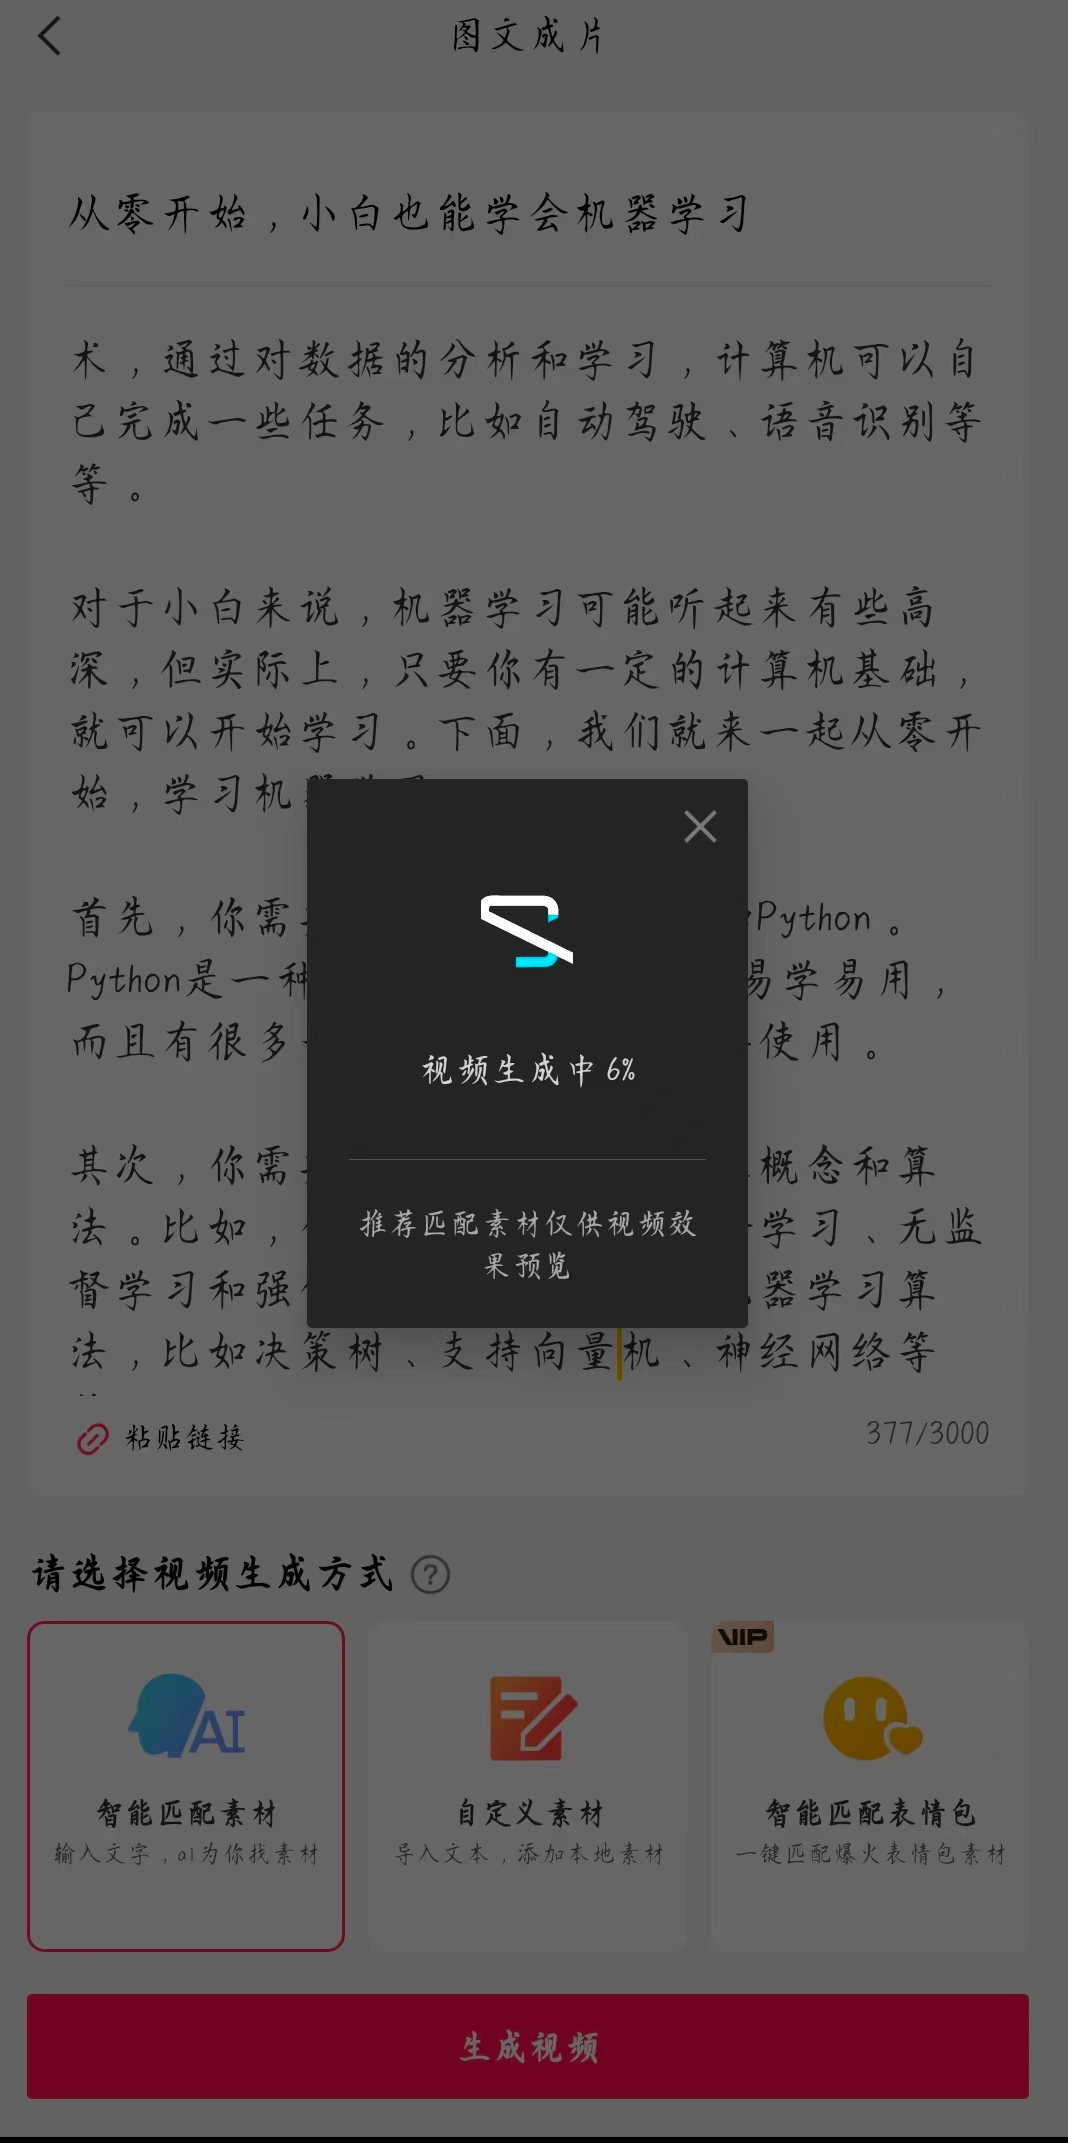 图文成片
从零开始，小白也能学会机器学习
术，通过对数据的分析和学习，计算机可以自
己完成一些任务，比如自动驾驶、语音识别等
等。
对于小白来说，机器学习可能听起来有些高
深，但实际上，只要你有一定的计算机基础，
就可以开始学习。下面，我们就来一起从零开
始，学习机
首先，你需 Python。
Python是一种 易学易用，
而且有很多 使用。
视频生成中 6%
其次，你需 概念和算
法。比如， 学习、无监
推荐匹配素材仅供视频效
果预览
督学习和强 器学习算
法，比如决策树、支持向量机、神经网络等
粘贴链接
377/3000
请选择视频生成方式 ?
VIP
AI
智能匹配素材
输入文字，ai为你找素材
自定义素材
导入文本，添加本地素材
智能匹配表情包
一键匹配爆火表情包素材
生成视频